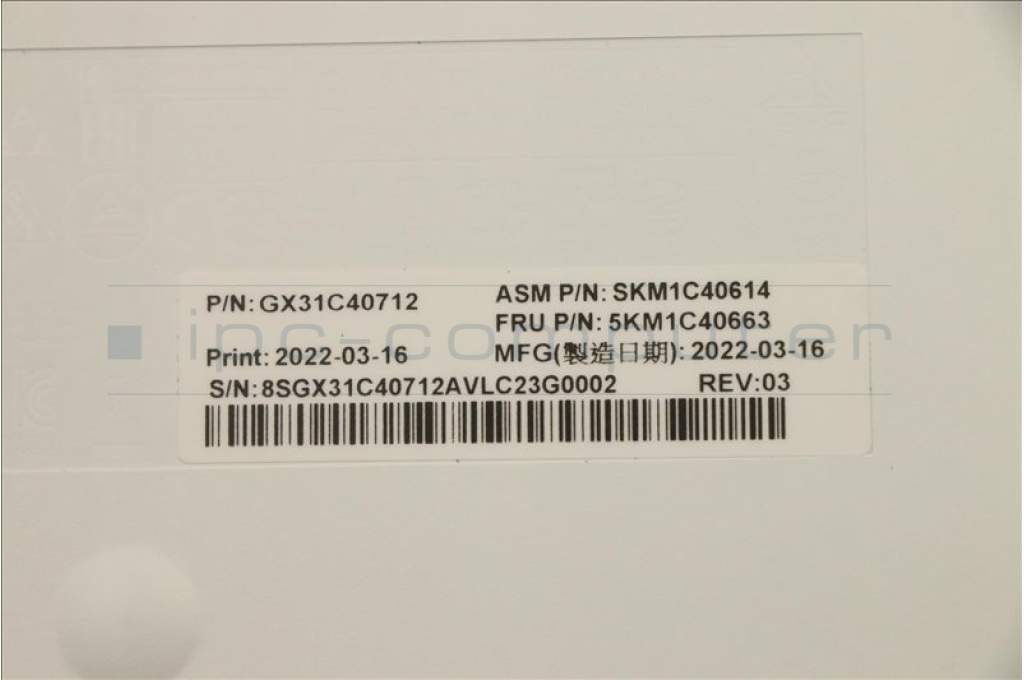 P/N: GX31C40712
ASM P/N: SKM1C40614
FRU P/N: 5KM1C40663
Print: 2022-03-16
MFG(製造日期): 2022-03-16
S/N: 8SGX31C40712AVLC23G0002
REV:03
ipc-computer